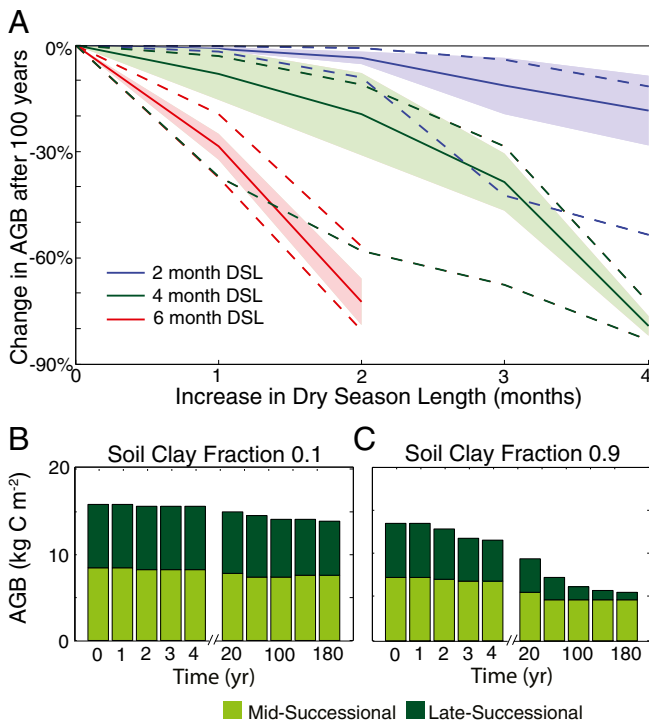 A
Change in AGB after 100 years
0%
-30%
-60%
-90%
2 month DSL
4 month DSL
6 month DSL
0 1 2 3 4
Increase in Dry Season Length (months)
B
Soil Clay Fraction 0.1
C
Soil Clay Fraction 0.9
AGB (kg C m-2)
20
10
0
0 1 2 3 4 20 100 180
Time (yr)
0 1 2 3 4 20 100 180
Time (yr)
Mid-Successional
Late-Successional